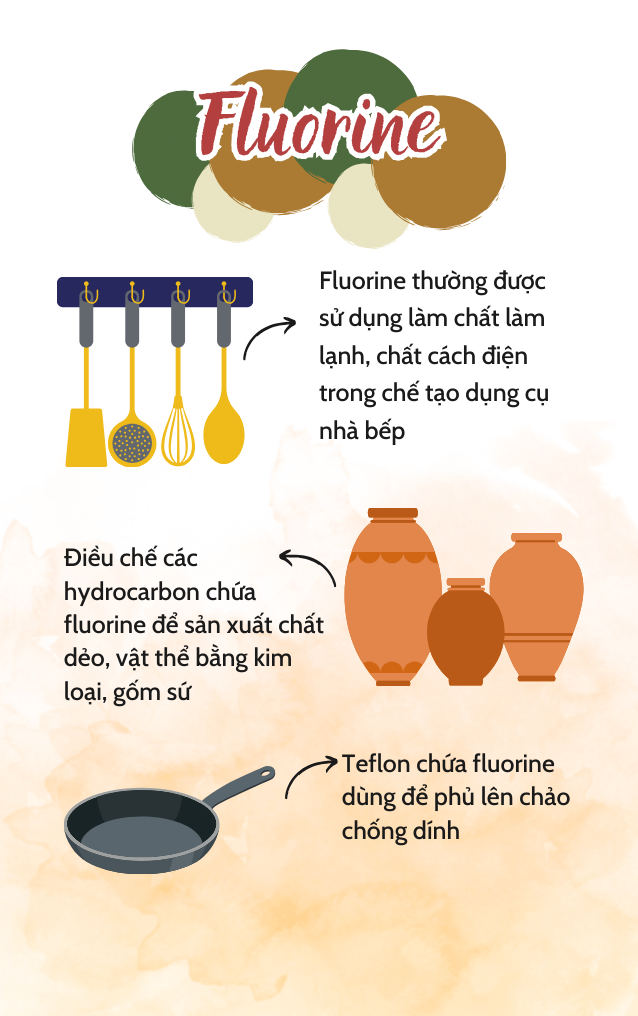 Fluorine
Fluorine thường được
sử dụng làm chất làm
lạnh, chất cách điện
trong chế tạo dụng cụ
nhà bếp
Điều chế các
hydrocarbon chứa
fluorine để sản xuất chất
dẻo, vật thể bằng kim
loại, gốm sứ
Teflon chứa fluorine
dùng để phủ lên chảo
chống dính